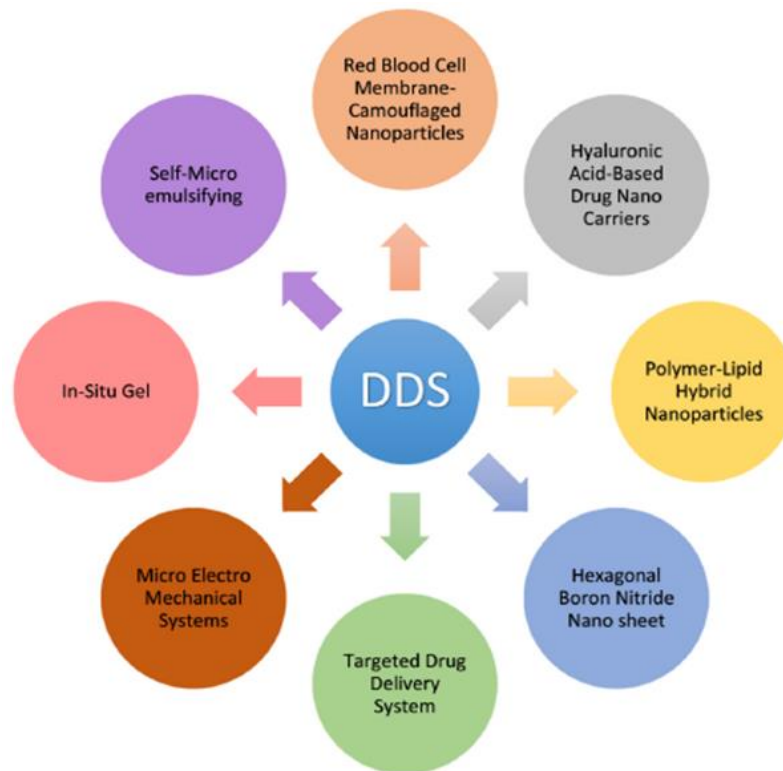 Red Blood Cell
Membrane-
Camouflaged
Nanoparticles
Hyaluronic
Acid-Based
Drug Nano
Carriers
Polymer-Lipid
Hybrid
Nanoparticles
Hexagonal
Boron Nitride
Nano sheet
Targeted Drug
Delivery
System
Micro Electro
Mechanical
Systems
In-Situ Gel
Self-Micro
emulsifying
DDS